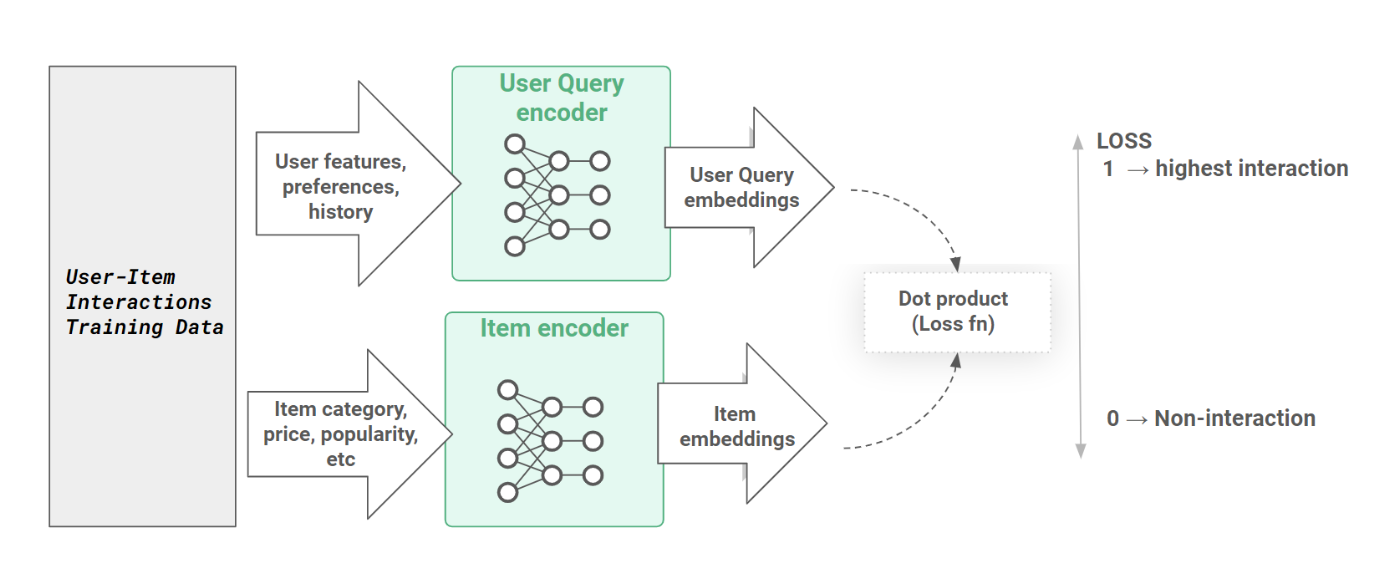 User-Item
Interactions
Training Data
User features,
preferences,
history
User Query
encoder
User Query
embeddings
Item category,
price, popularity,
etc
Item encoder
Item
embeddings
Dot product
(Loss fn)
LOSS
1 → highest interaction
0 → Non-interaction